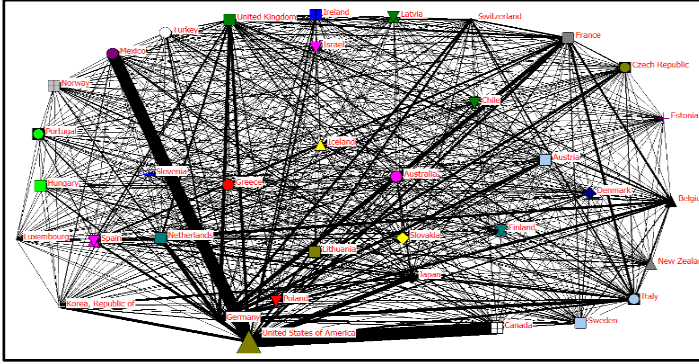 Ireland
Latvia
United Kingdom
Switzerland
Turkey
France
Israel
Mexico
Czech Republic
Norway
Chile
Estonia
Portugal
Iceland
Austria
Slovenia
Australia
Hungary
Greece
Denmark
Belgiu
Finland
Luxembourg
Spain
Netherlands
Slovakia
Lithuania
New Zealan
Japan
Poland
Italy
Korea, Republic of
Germany
Sweden
Canada
United States of America